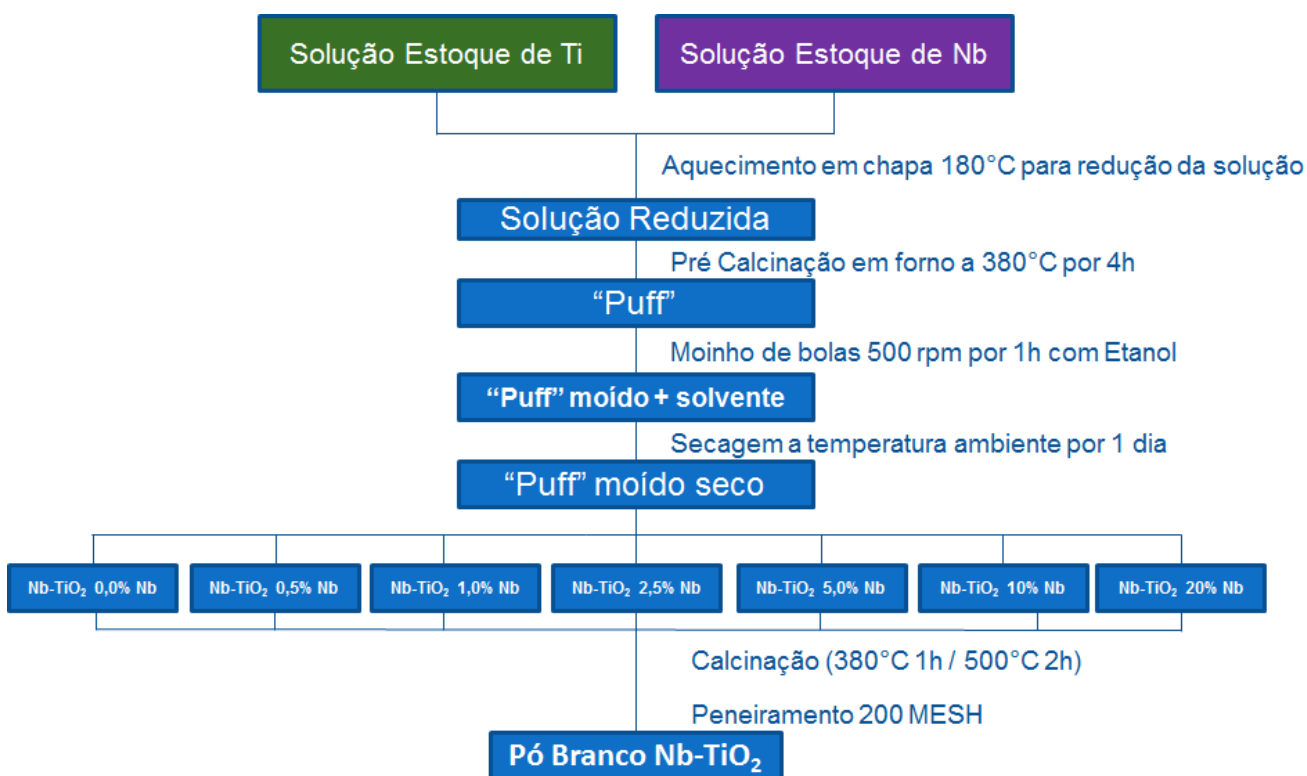 Solução Estoque de Ti
Solução Estoque de Nb
Aquecimento em chapa 180°C para redução da solução
Solução Reduzida
Pré Calcinação em forno a 380°C por 4h
“Puff”
Moinho de bolas 500 rpm por 1h com Etanol
“Puff” moído + solvente
Secagem a temperatura ambiente por 1 dia
“Puff” moído seco
Nb-TiO₂ 0,0% Nb
Nb-TiO₂ 0,5% Nb
Nb-TiO₂ 1,0% Nb
Nb-TiO₂ 2,5% Nb
Nb-TiO₂ 5,0% Nb
Nb-TiO₂ 10% Nb
Nb-TiO₂ 20% Nb
Calcinação (380°C 1h / 500°C 2h)
Peneiramento 200 MESH
Pó Branco Nb-TiO₂